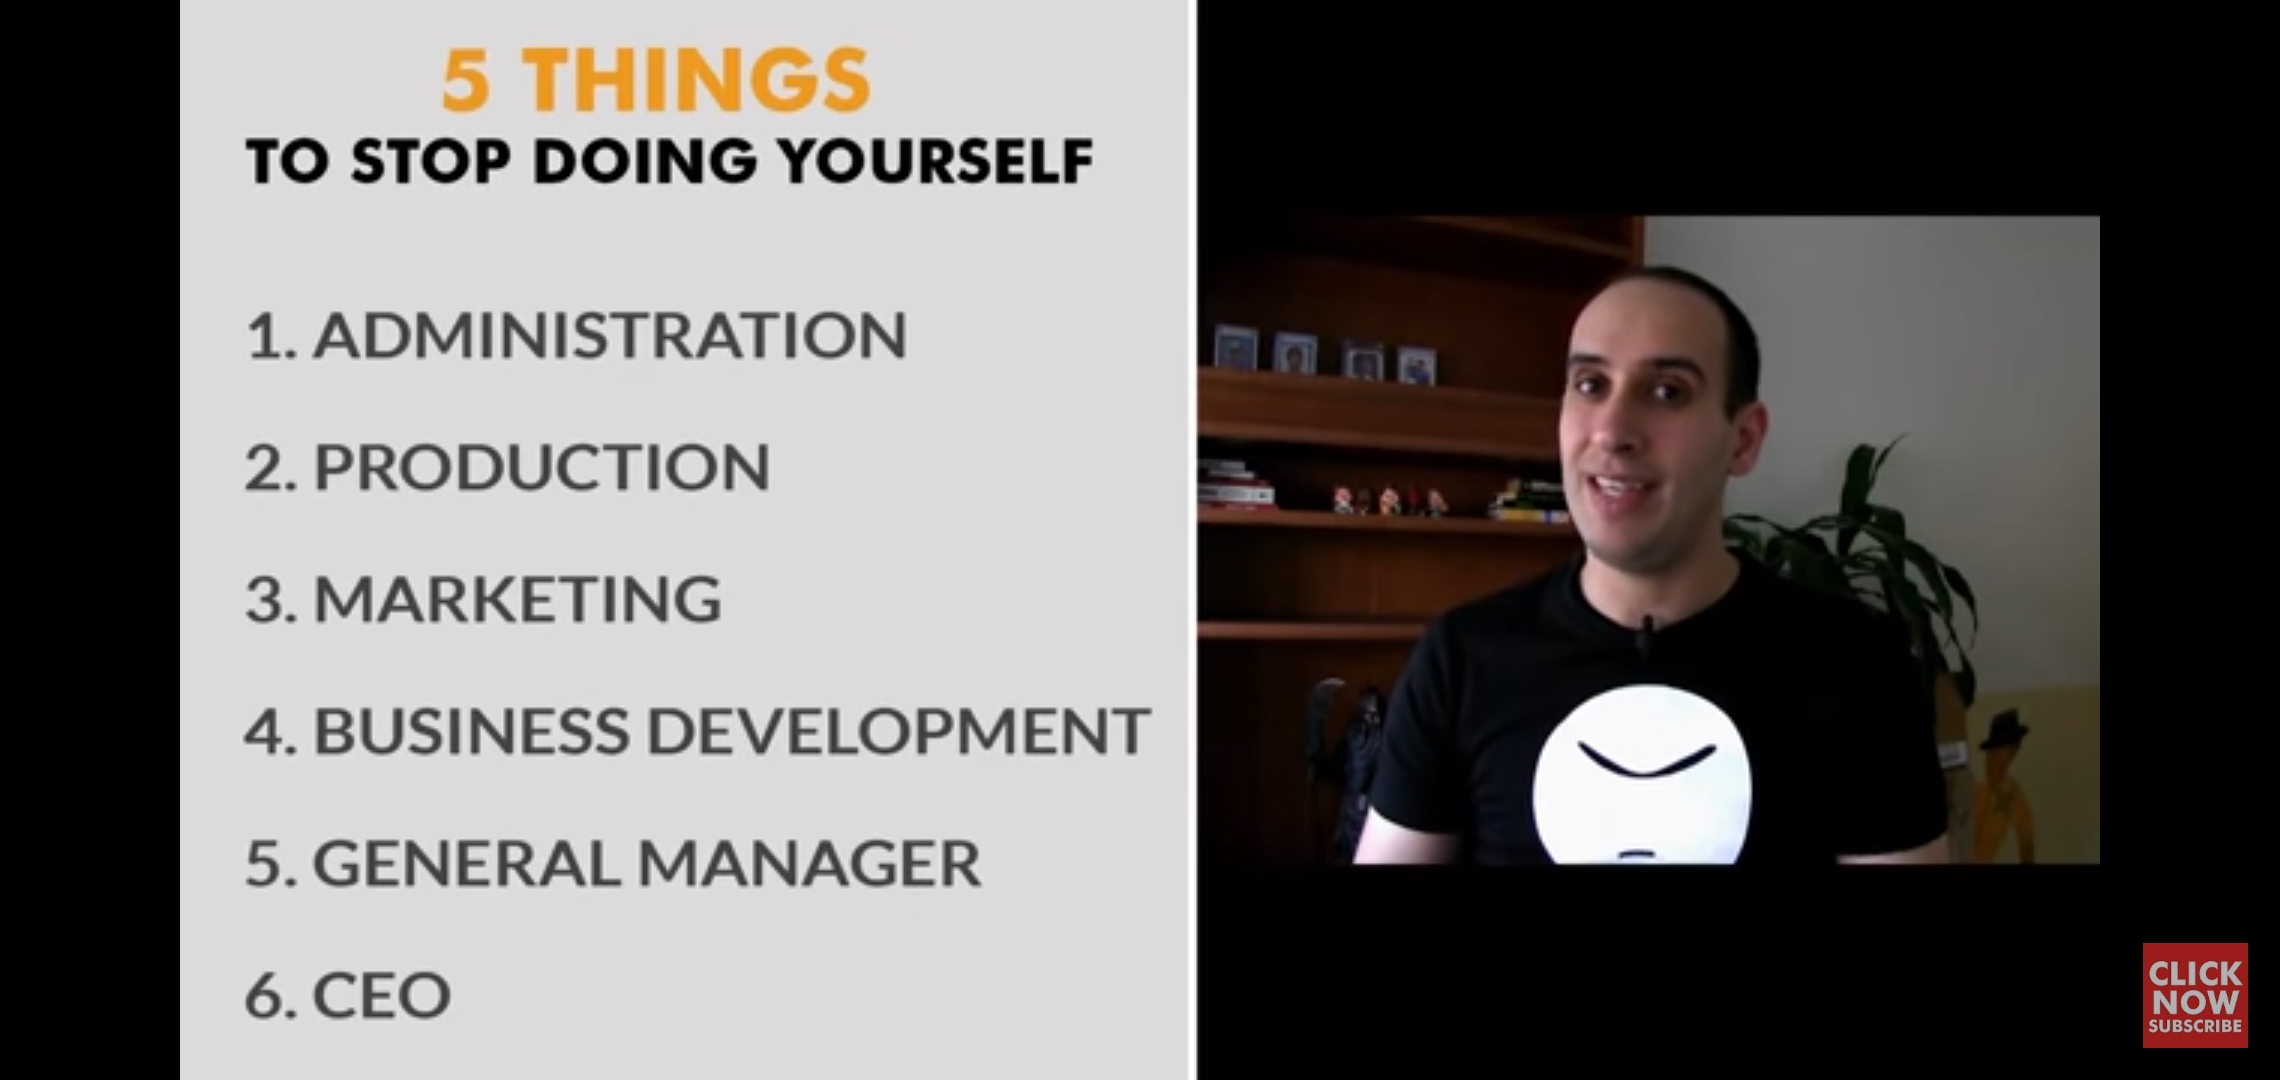 5 THINGS
TO STOP DOING YOURSELF
1. ADMINISTRATION
2. PRODUCTION
3. MARKETING
4. BUSINESS DEVELOPMENT
5. GENERAL MANAGER
6. CEO
CLICK
NOW
SUBSCRIBE